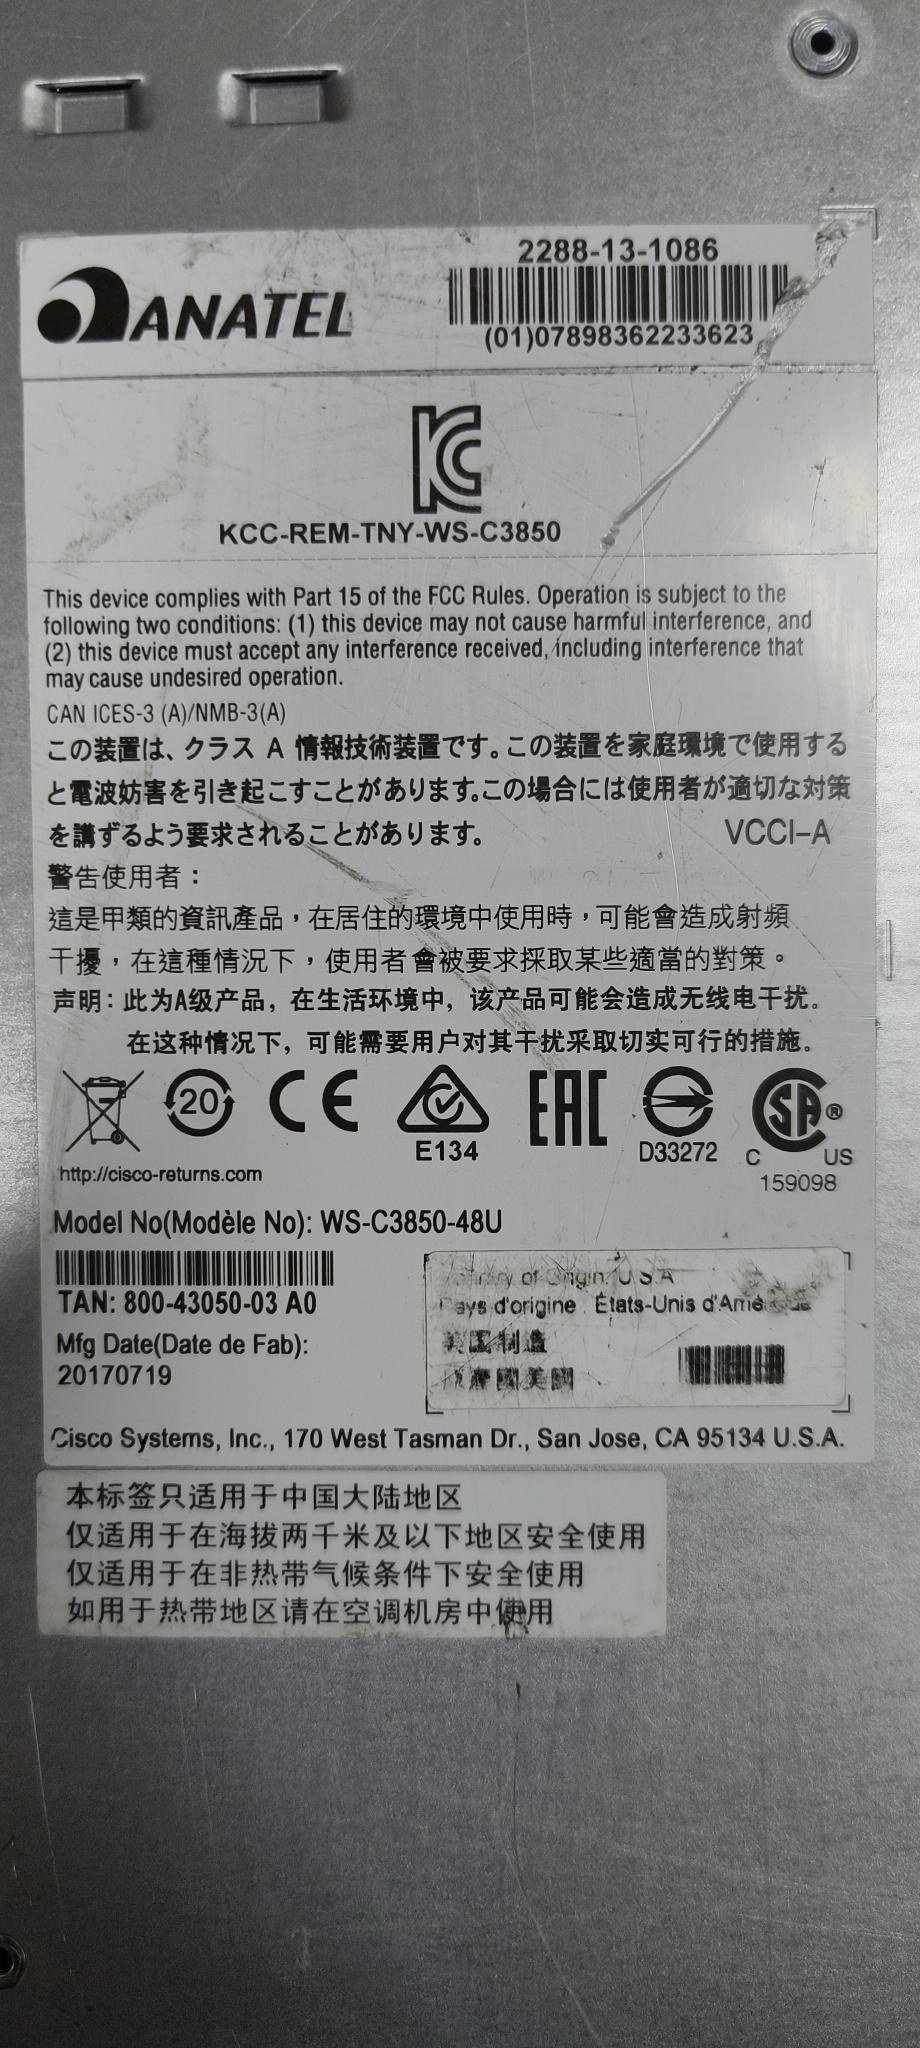 ANATEL
2288-13-1086
(01)07898362233623
KCC-REM-TNY-WS-C3850
This device complies with Part 15 of the FCC Rules. Operation is subject to the
following two conditions: (1) this device may not cause harmful interference, and
(2) this device must accept any interference received, including interference that
may cause undesired operation.
CAN ICES-3 (A)/NMB-3(A)
この装置は、クラス A 情報技術装置です。この装置を家庭環境で使用する
と電波妨害を引き起こすことがあります。この場合には使用者が適切な対策
を講ずるよう要求されることがあります。 VCCI-A
警告使用者：
這是甲類的資訊產品，在居住的環境中使用時，可能會造成射頻
干擾，在這種情況下，使用者會被要求採取某些適當的對策。
声明：此为A级产品，在生活环境中，该产品可能会造成无线电干扰。
在这种情况下，可能需要用户对其干扰采取切实可行的措施。
20
CE
E134
EAC
D33272
SA ®
C US
159098
http://cisco-returns.com
Model No(Modèle No): WS-C3850-48U
TAN: 800-43050-03 A0
Mfg Date(Date de Fab):
20170719
of Origin: U.S.A
Pays d'origine : États-Unis d'Amérique
美国制造
美國
Cisco Systems, Inc., 170 West Tasman Dr., San Jose, CA 95134 U.S.A.
本标签只适用于中国大陆地区
仅适用于在海拔两千米及以下地区安全使用
仅适用于在非热带气候条件下安全使用
如用于热带地区请在空调机房中使用